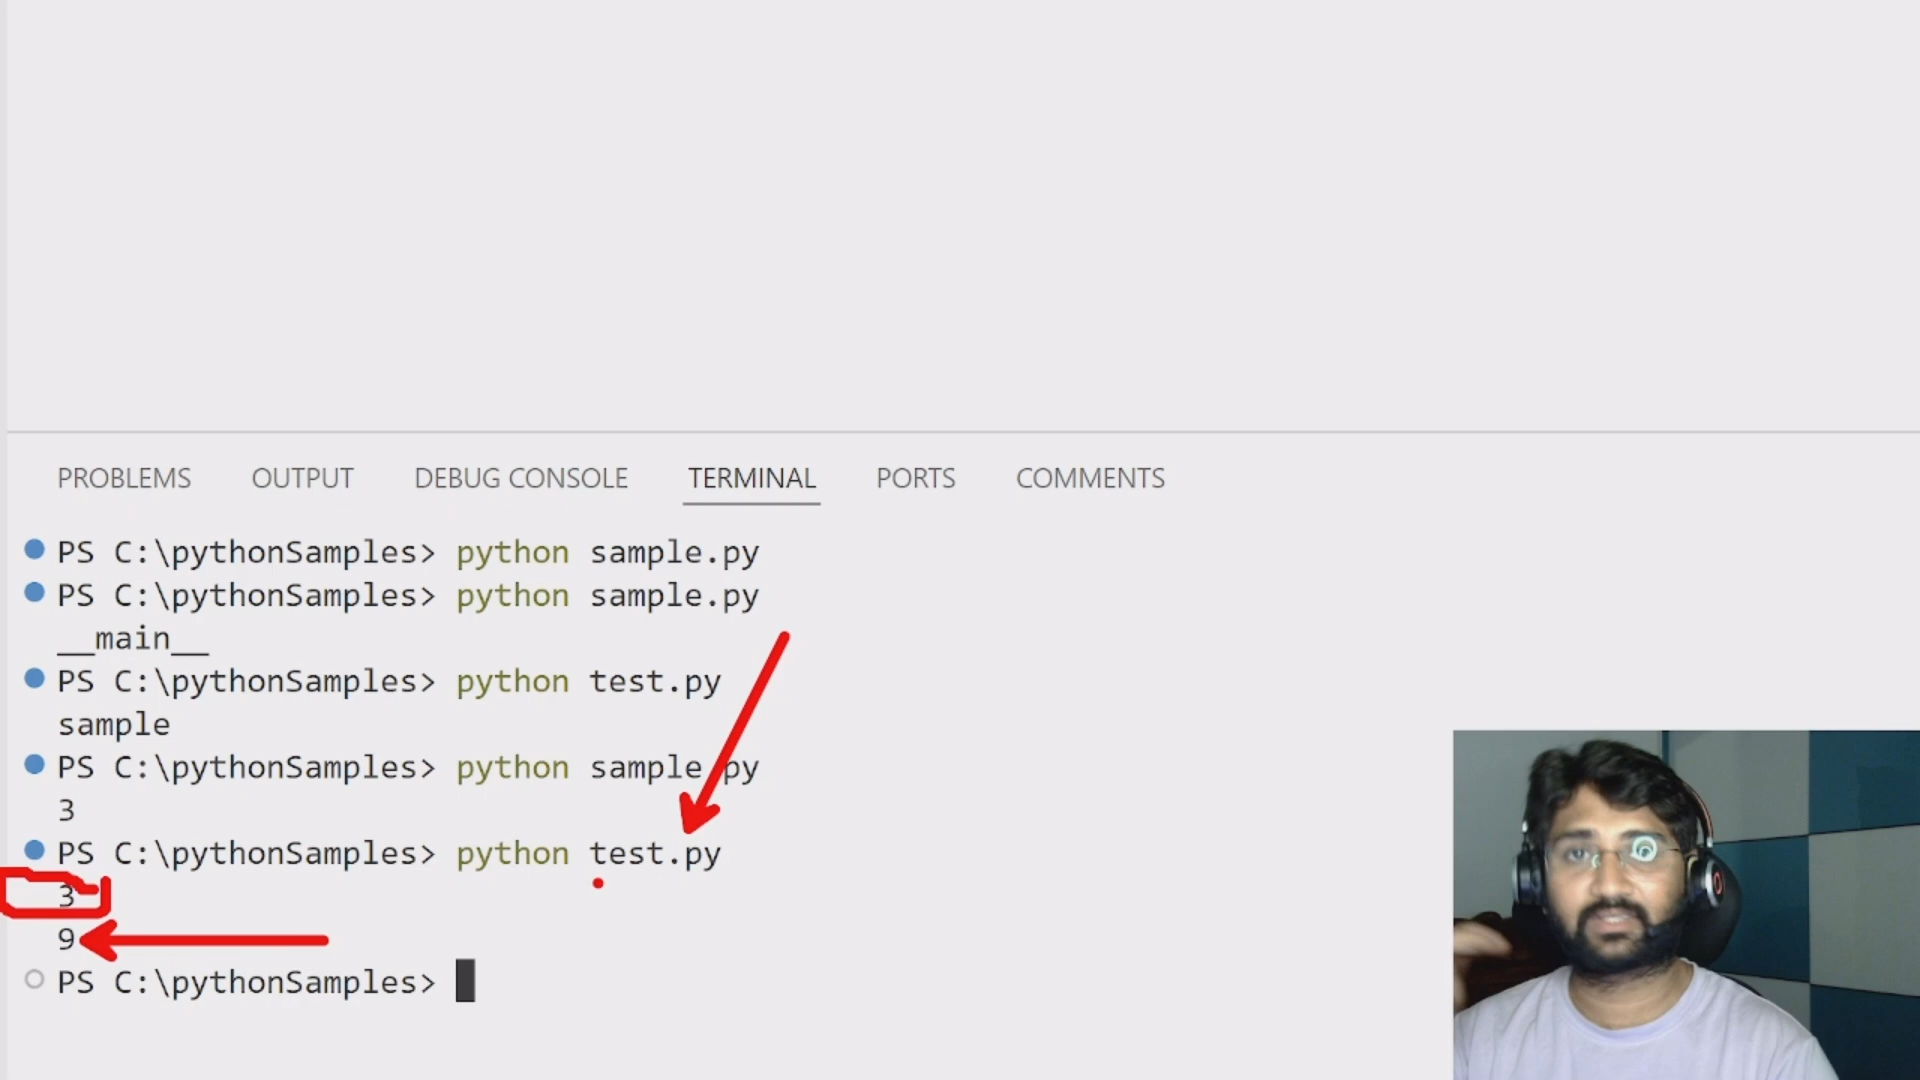 PROBLEMS OUTPUT DEBUG CONSOLE TERMINAL PORTS COMMENTS
PS C:\pythonSamples> python sample.py
PS C:\pythonSamples> python sample.py
__main__
PS C:\pythonSamples> python test.py
sample
PS C:\pythonSamples> python sample.py
3
PS C:\pythonSamples> python test.py
3
9
PS C:\pythonSamples>